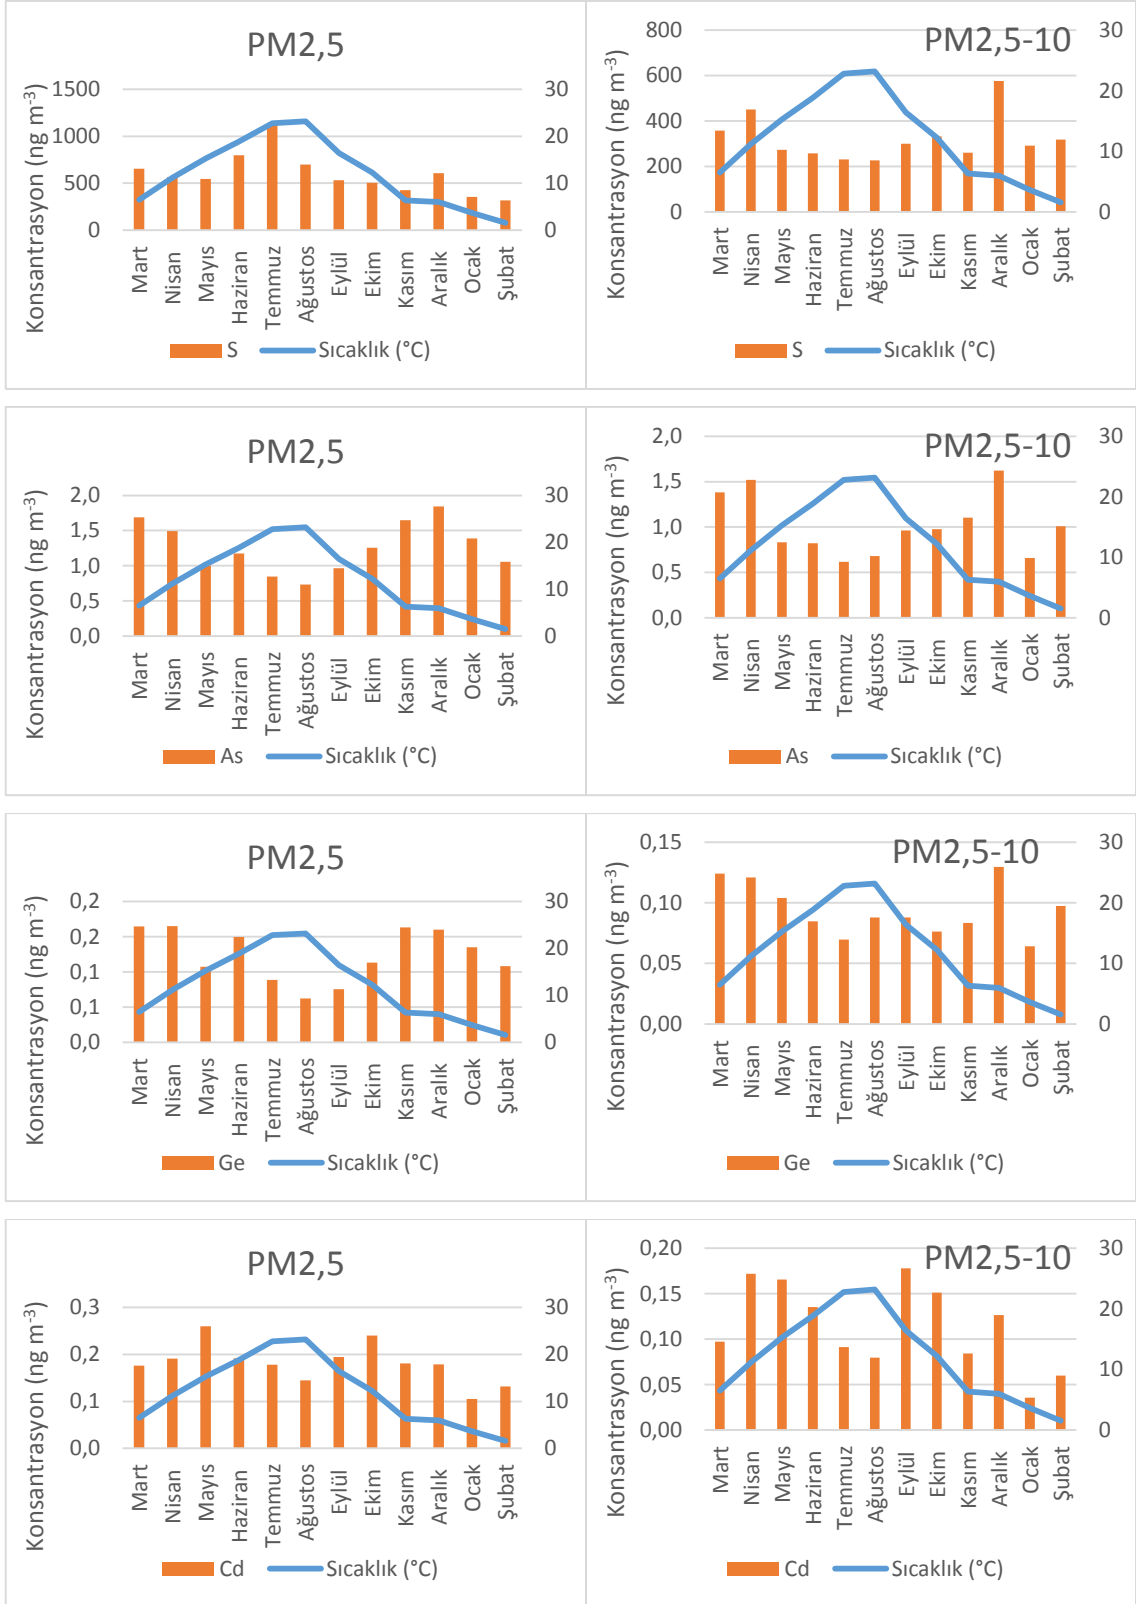 PM2,5
Konsantrasyon (ng m⁻³)
1500
1000
500
0
30
20
10
0
Mart
Nisan
Mayıs
Haziran
Temmuz
Ağustos
Eylül
Ekim
Kasım
Aralık
Ocak
Şubat
S Sıcaklık (°C)
PM2,5-10
Konsantrasyon (ng m⁻³)
800
600
400
200
0
30
20
10
0
Mart
Nisan
Mayıs
Haziran
Temmuz
Ağustos
Eylül
Ekim
Kasım
Aralık
Ocak
Şubat
S Sıcaklık (°C)
PM2,5
Konsantrasyon (ng m⁻³)
2,0
1,5
1,0
0,5
0,0
30
20
10
0
Mart
Nisan
Mayıs
Haziran
Temmuz
Ağustos
Eylül
Ekim
Kasım
Aralık
Ocak
Şubat
As Sıcaklık (°C)
PM2,5-10
Konsantrasyon (ng m⁻³)
2,0
1,5
1,0
0,5
0,0
30
20
10
0
Mart
Nisan
Mayıs
Haziran
Temmuz
Ağustos
Eylül
Ekim
Kasım
Aralık
Ocak
Şubat
As Sıcaklık (°C)
PM2,5
Konsantrasyon (ng m⁻³)
0,2
0,2
0,1
0,1
0,0
30
20
10
0
Mart
Nisan
Mayıs
Haziran
Temmuz
Ağustos
Eylül
Ekim
Kasım
Aralık
Ocak
Şubat
Ge Sıcaklık (°C)
PM2,5-10
Konsantrasyon (ng m⁻³)
0,15
0,10
0,05
0,00
30
20
10
0
Mart
Nisan
Mayıs
Haziran
Temmuz
Ağustos
Eylül
Ekim
Kasım
Aralık
Ocak
Şubat
Ge Sıcaklık (°C)
PM2,5
Konsantrasyon (ng m⁻³)
0,3
0,2
0,1
0,0
30
20
10
0
Mart
Nisan
Mayıs
Haziran
Temmuz
Ağustos
Eylül
Ekim
Kasım
Aralık
Ocak
Şubat
Cd Sıcaklık (°C)
PM2,5-10
Konsantrasyon (ng m⁻³)
0,20
0,15
0,10
0,05
0,00
30
20
10
0
Mart
Nisan
Mayıs
Haziran
Temmuz
Ağustos
Eylül
Ekim
Kasım
Aralık
Ocak
Şubat
Cd Sıcaklık (°C)